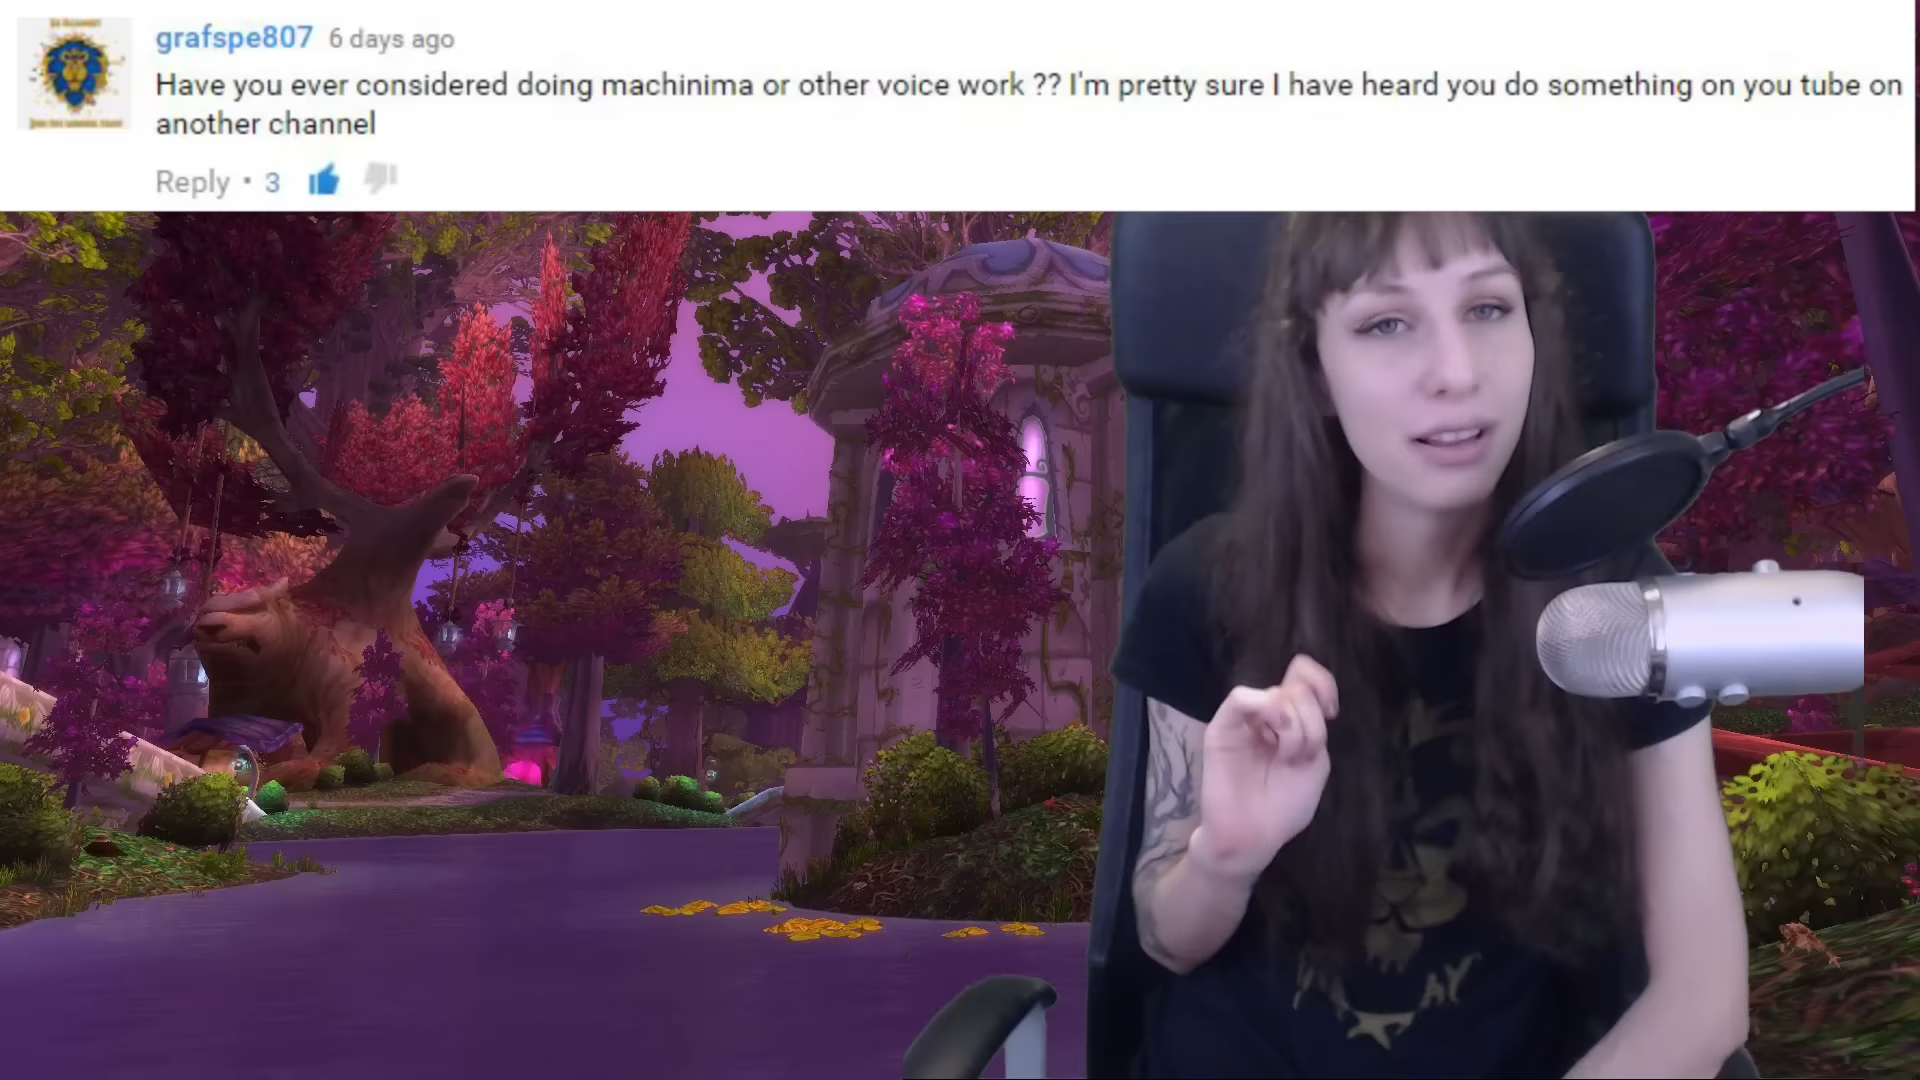 grafspe807 6 days ago
Have you ever considered doing machinima or other voice work ?? I'm pretty sure I have heard you do something on you tube on
another channel
Reply • 3